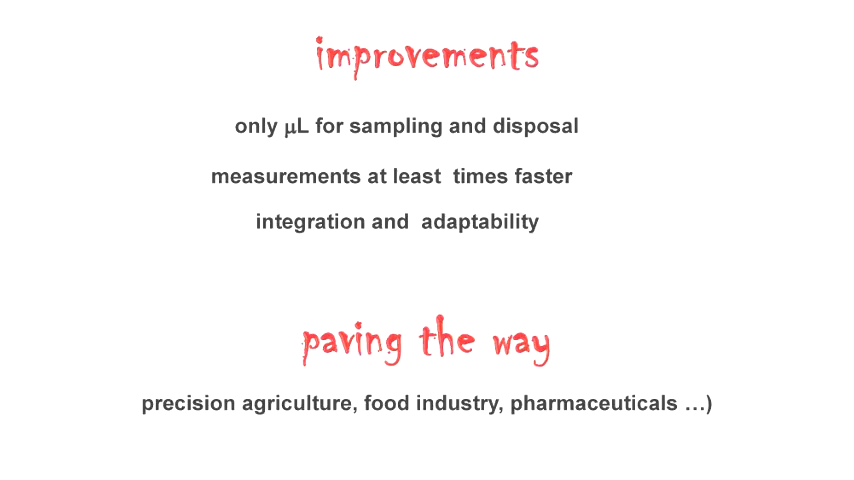 improvements
only μL for sampling and disposal
measurements at least  times faster
integration and  adaptability
paving the way
precision agriculture, food industry, pharmaceuticals …)